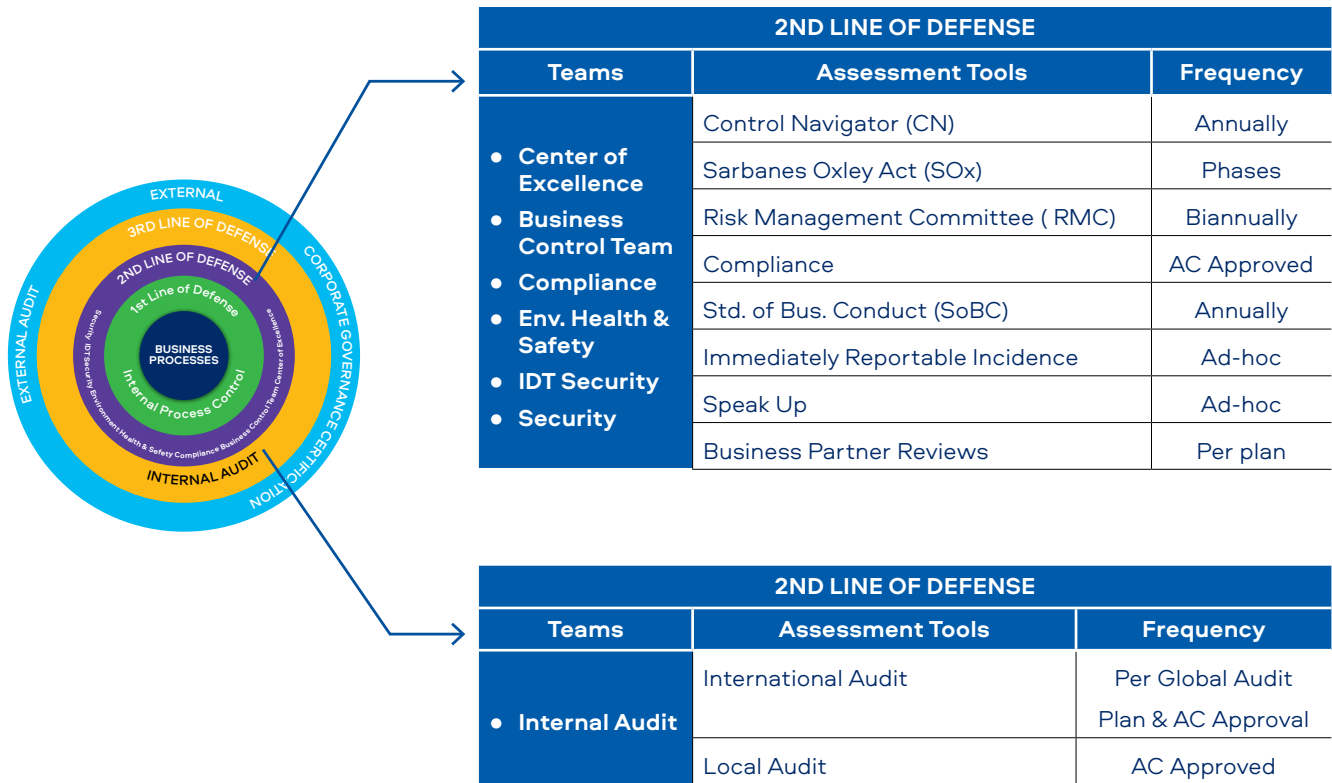 EXTERNAL
CORPORATE GOVERNANCE CERTIFICATION
EXTERNAL AUDIT
3RD LINE OF DEFENSE
INTERNAL AUDIT
2ND LINE OF DEFENSE
Security IDT Security Environment Health & Safety Compliance Business Control Team Center of Excellence
1st Line of Defense
Internal Process Control
BUSINESS
PROCESSES
2ND LINE OF DEFENSE
Teams Assessment Tools Frequency
● Center of
Excellence
● Business
Control Team
● Compliance
● Env. Health &
Safety
● IDT Security
● Security
Control Navigator (CN) Annually
Sarbanes Oxley Act (SOx) Phases
Risk Management Committee ( RMC) Biannually
Compliance AC Approved
Std. of Bus. Conduct (SoBC) Annually
Immediately Reportable Incidence Ad-hoc
Speak Up Ad-hoc
Business Partner Reviews Per plan
2ND LINE OF DEFENSE
Teams Assessment Tools Frequency
● Internal Audit
International Audit Per Global Audit
Plan & AC Approval
Local Audit AC Approved